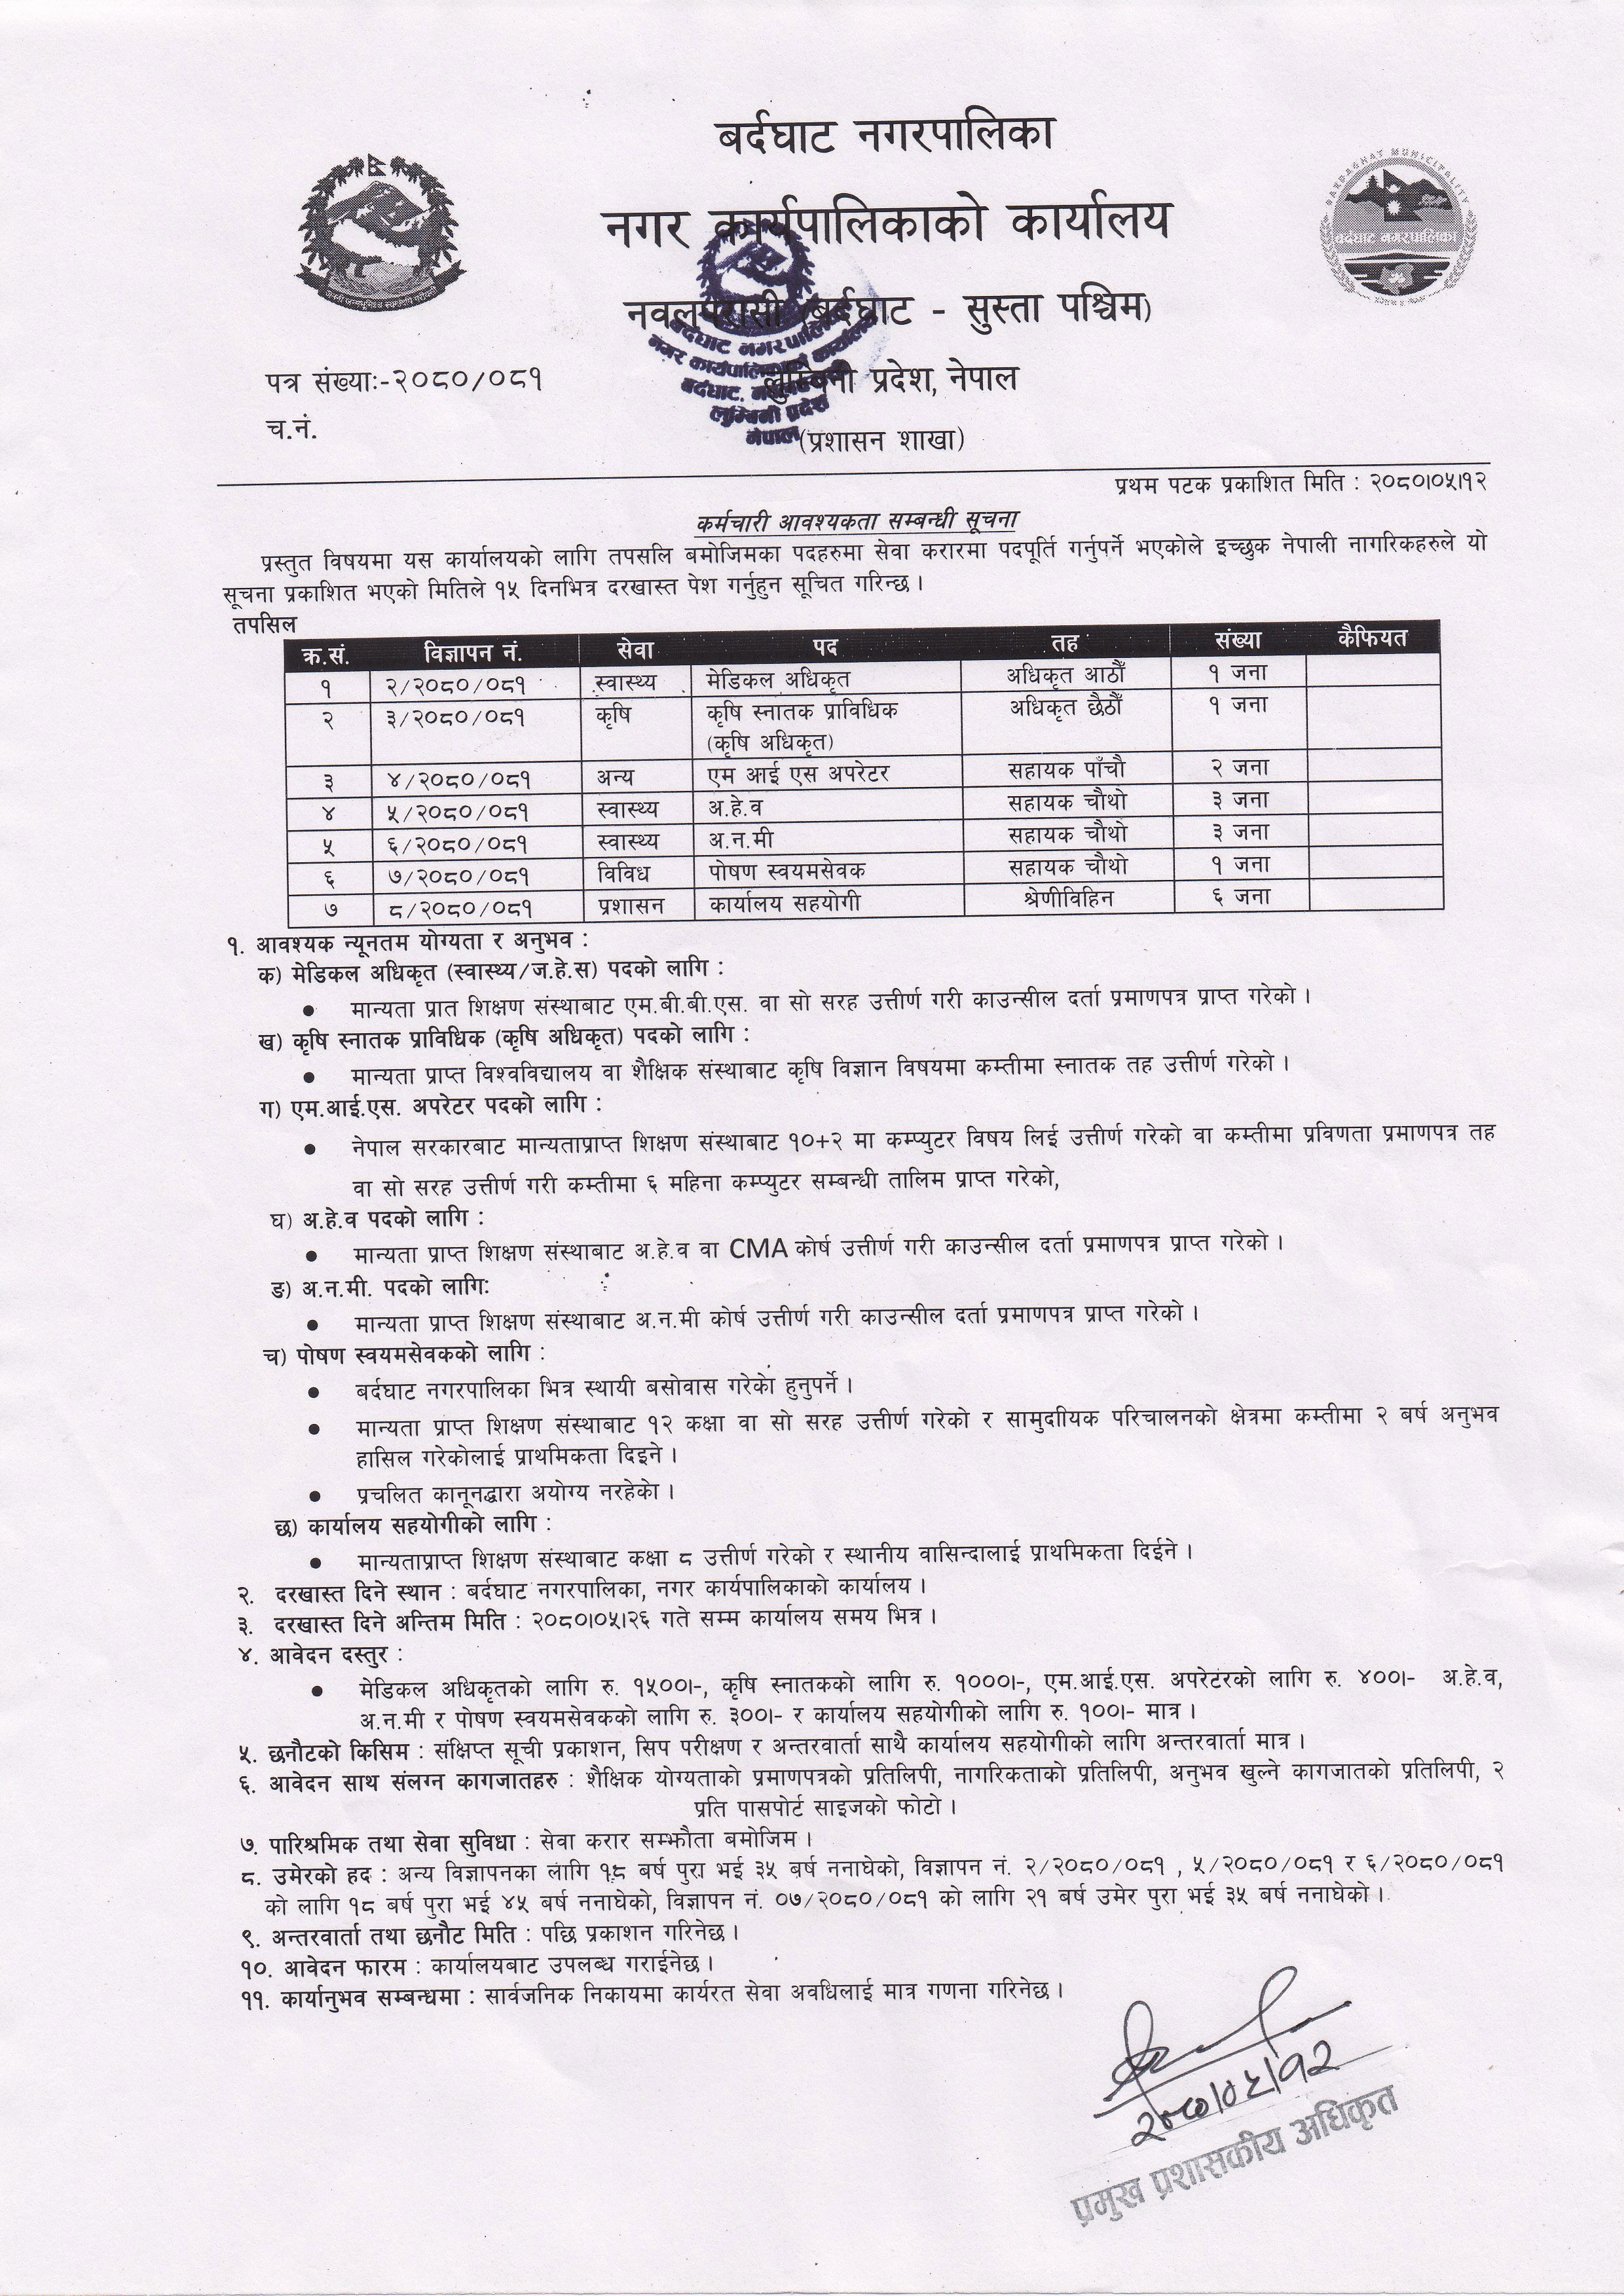 बर्दघाट नगरपालिका
नगर कार्यपालिकाको कार्यालय
BARDAGHAT MUNICIPALITY
बर्दघाट नगरपालिका
नवलपरासी (बर्दघाट - सुस्ता पश्चिम)
बर्दघाट नगरपालिका
नगर कार्यपालिकाको कार्यालय
बर्दघाट,
लुम्बिनी प्रदेश
नेपाल
पत्र संख्याः-२०८०/०८१
लुम्बिनी प्रदेश, नेपाल
च.नं.
(प्रशासन शाखा)
प्रथम पटक प्रकाशित मिति : २०८०।०५।१२
कर्मचारी आवश्यकता सम्बन्धी सूचना
प्रस्तुत विषयमा यस कार्यालयको लागि तपसलि बमोजिमका पदहरुमा सेवा करारमा पदपूर्ति गर्नुपर्ने भएकोले इच्छुक नेपाली नागरिकहरुले यो
सूचना प्रकाशित भएको मितिले १५ दिनभित्र दरखास्त पेश गर्नुहुन सूचित गरिन्छ ।
तपसिल
क्र.सं. विज्ञापन नं. सेवा पद तह संख्या कैफियत
१ २/२०८०/०८१ स्वास्थ्य मेडिकल अधिकृत अधिकृत आठौँ १ जना
२ ३/२०८०/०८१ कृषि कृषि स्नातक प्राविधिक अधिकृत छैठौँ १ जना
(कृषि अधिकृत)
३ ४/२०८०/०८१ अन्य एम आई एस अपरेटर सहायक पाँचौ २ जना
४ ५/२०८०/०८१ स्वास्थ्य अ.हे.व सहायक चौथो ३ जना
५ ६/२०८०/०८१ स्वास्थ्य अ.न.मी सहायक चौथो ३ जना
६ ७/२०८०/०८१ विविध पोषण स्वयमसेवक सहायक चौथो १ जना
७ ८/२०८०/०८१ प्रशासन कार्यालय सहयोगी श्रेणीविहिन ६ जना
१. आवश्यक न्यूनतम योग्यता र अनुभव :
क) मेडिकल अधिकृत (स्वास्थ्य/ज.हे.स) पदको लागि :
• मान्यता प्रात शिक्षण संस्थाबाट एम.बी.बी.एस. वा सो सरह उत्तीर्ण गरी काउन्सील दर्ता प्रमाणपत्र प्राप्त गरेको ।
ख) कृषि स्नातक प्राविधिक (कृषि अधिकृत) पदको लागि :
• मान्यता प्राप्त विश्वविद्यालय वा शैक्षिक संस्थाबाट कृषि विज्ञान विषयमा कम्तीमा स्नातक तह उत्तीर्ण गरेको ।
ग) एम.आई.एस. अपरेटर पदको लागि :
• नेपाल सरकारबाट मान्यताप्राप्त शिक्षण संस्थाबाट १०+२ मा कम्प्युटर विषय लिई उत्तीर्ण गरेको वा कम्तीमा प्रविणता प्रमाणपत्र तह
वा सो सरह उत्तीर्ण गरी कम्तीमा ६ महिना कम्प्युटर सम्बन्धी तालिम प्राप्त गरेको,
घ) अ.हे.व पदको लागि :
• मान्यता प्राप्त शिक्षण संस्थाबाट अ.हे.व वा CMA कोर्ष उत्तीर्ण गरी काउन्सील दर्ता प्रमाणपत्र प्राप्त गरेको ।
ङ) अ.न.मी. पदको लागि:
• मान्यता प्राप्त शिक्षण संस्थाबाट अ.न.मी कोर्ष उत्तीर्ण गरी काउन्सील दर्ता प्रमाणपत्र प्राप्त गरेको ।
च) पोषण स्वयमसेवकको लागि :
• बर्दघाट नगरपालिका भित्र स्थायी बसोवास गरेकेा हुनुपर्ने ।
• मान्यता प्राप्त शिक्षण संस्थाबाट १२ कक्षा वा सो सरह उत्तीर्ण गरेको र सामुदाियक परिचालनको क्षेत्रमा कम्तीमा २ बर्ष अनुभव
हासिल गरेकोलाई प्राथमिकता दिइने ।
• प्रचलित कानूनद्वारा अयोग्य नरहेकेा ।
छ) कार्यालय सहयोगीको लागि :
• मान्यताप्राप्त शिक्षण संस्थाबाट कक्षा ८ उत्तीर्ण गरेको र स्थानीय वासिन्दालाई प्राथमिकता दिईने ।
२. दरखास्त दिने स्थान : बर्दघाट नगरपालिका, नगर कार्यपालिकाको कार्यालय ।
३. दरखास्त दिने अन्तिम मिति : २०८०।०५।२६ गते सम्म कार्यालय समय भित्र ।
४. आवेदन दस्तुर :
• मेडिकल अधिकृतको लागि रु. १५००।-, कृषि स्नातकको लागि रु. १०००।-, एम.आई.एस. अपरेटरको लागि रु. ४००।- अ.हे.व,
अ.न.मी र पोषण स्वयमसेवकको लागि रु. ३००।- र कार्यालय सहयोगीको लागि रु. १००।- मात्र ।
५. छनौटको किसिम : संक्षिप्त सूची प्रकाशन, सिप परीक्षण र अन्तरवार्ता साथै कार्यालय सहयोगीको लागि अन्तरवार्ता मात्र ।
६. आवेदन साथ संलग्न कागजातहरु : शैक्षिक योग्यताको प्रमाणपत्रको प्रतिलिपी, नागरिकताको प्रतिलिपी, अनुभव खुल्ने कागजातको प्रतिलिपी, २
प्रति पासपोर्ट साइजको फोटो ।
७. पारिश्रमिक तथा सेवा सुविधा : सेवा करार सम्झौता बमोजिम ।
८. उमेरको हद : अन्य विज्ञापनका लागि १८ बर्ष पुरा भई ३५ बर्ष ननाघेको, विज्ञापन नं. २/२०८०/०८१ , ५/२०८०/०८१ र ६/२०८०/०८१
को लागि १८ बर्ष पुरा भई ४५ बर्ष ननाघेको, विज्ञापन नं. ०७/२०८०/०८१ को लागि २१ बर्ष उमेर पुरा भई ३५ बर्ष ननाघेको ।
९. अन्तरवार्ता तथा छनौट मिति : पछि प्रकाशन गरिनेछ ।
१०. आवेदन फारम : कार्यालयबाट उपलब्ध गराईनेछ ।
११. कार्यानुभव सम्बन्धमा : सार्वजनिक निकायमा कार्यरत सेवा अवधिलाई मात्र गणना गरिनेछ ।
२०८०।०५।१२
प्रमुख प्रशासकीय अधिकृत